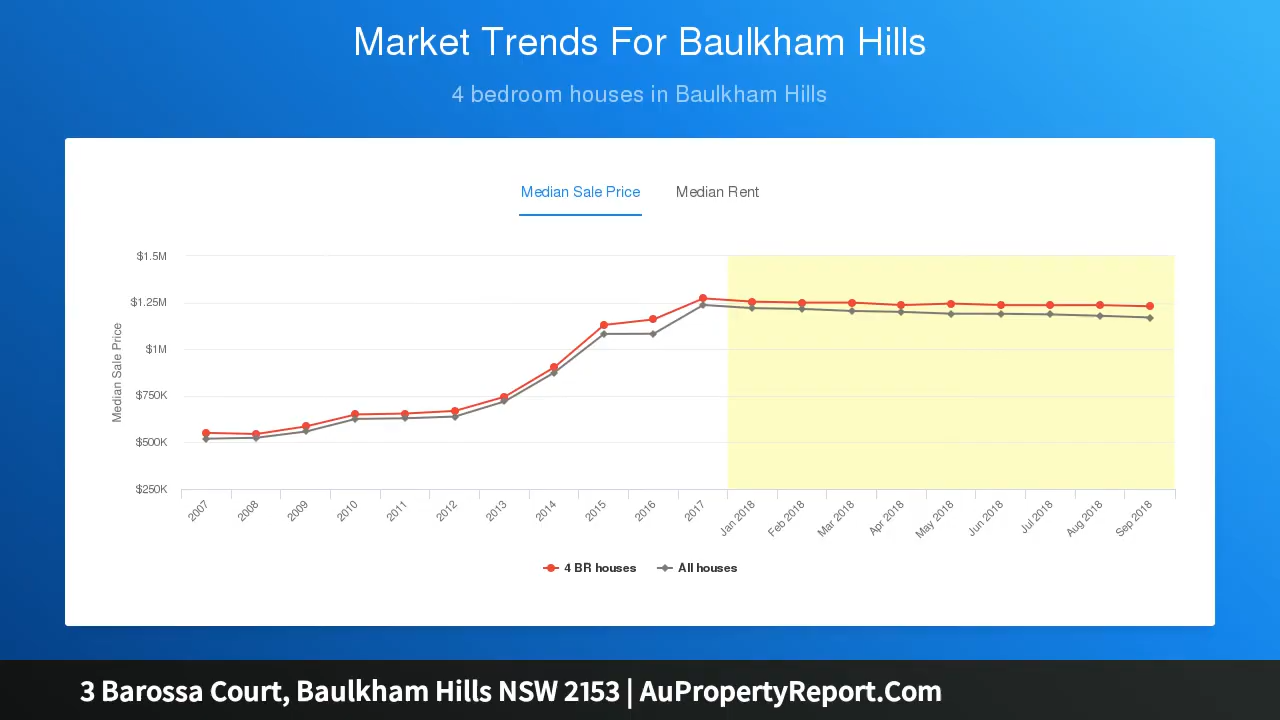 Market Trends For Baulkham Hills
4 bedroom houses in Baulkham Hills
Median Sale Price Median Rent
Median Sale Price
$1.5M
$1.25M
$1M
$750K
$500K
$250K
2007 2008 2009 2010 2011 2012 2013 2014 2015 2016 2017 Jan 2018 Feb 2018 Mar 2018 Apr 2018 May 2018 Jun 2018 Jul 2018 Aug 2018 Sep 2018
4 BR houses All houses
3 Barossa Court, Baulkham Hills NSW 2153 | AuPropertyReport.Com